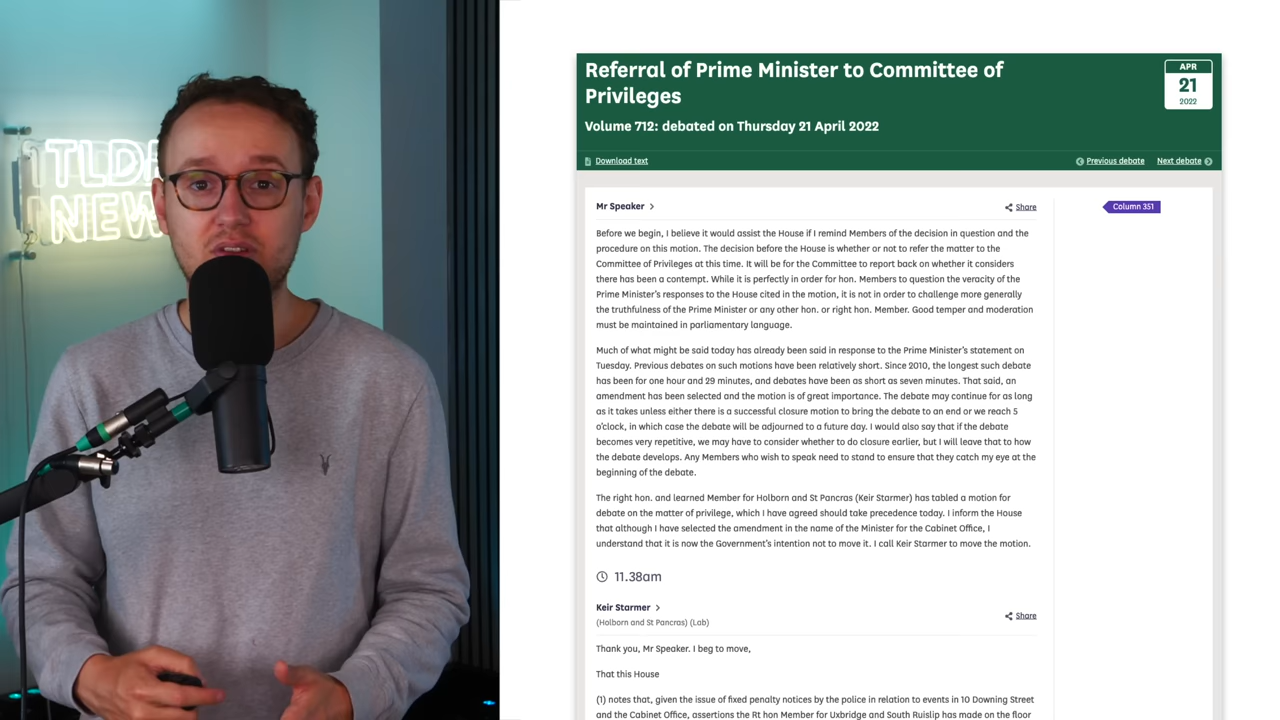 TLDR
NEW
Referral of Prime Minister to Committee of
Privileges
APR
21
2022
Volume 712: debated on Thursday 21 April 2022
Download text
Previous debate
Next debate
Mr Speaker
Share
Column 351
Before we begin, I believe it would assist the House if I remind Members of the decision in question and the
procedure on this motion. The decision before the House is whether or not to refer the matter to the
Committee of Privileges at this time. It will be for the Committee to report back on whether it considers
there has been a contempt. While it is perfectly in order for hon. Members to question the veracity of the
Prime Minister's responses to the House cited in the motion, it is not in order to challenge more generally
the truthfulness of the Prime Minister or any other hon. or right hon. Member. Good temper and moderation
must be maintained in parliamentary language.
Much of what might be said today has already been said in response to the Prime Minister's statement on
Tuesday. Previous debates on such motions have been relatively short. Since 2010, the longest such debate
has been for one hour and 29 minutes, and debates have been as short as seven minutes. That said, an
amendment has been selected and the motion is of great importance. The debate may continue for as long
as it takes unless either there is a successful closure motion to bring the debate to an end or we reach 5
o'clock, in which case the debate will be adjourned to a future day. I would also say that if the debate
becomes very repetitive, we may have to consider whether to do closure earlier, but I will leave that to how
the debate develops. Any Members who wish to speak need to stand to ensure that they catch my eye at the
beginning of the debate.
The right hon. and learned Member for Holborn and St Pancras (Keir Starmer) has tabled a motion for
debate on the matter of privilege, which I have agreed should take precedence today. I inform the House
that although I have selected the amendment in the name of the Minister for the Cabinet Office, I
understand that it is now the Government's intention not to move it. I call Keir Starmer to move the motion.
11.38am
Keir Starmer
Share
(Holborn and St Pancras) (Lab)
Thank you, Mr Speaker. I beg to move,
That this House
(1) notes that, given the issue of fixed penalty notices by the police in relation to events in 10 Downing Street
and the Cabinet Office, assertions the Rt hon Member for Uxbridge and South Ruislip has made on the floor